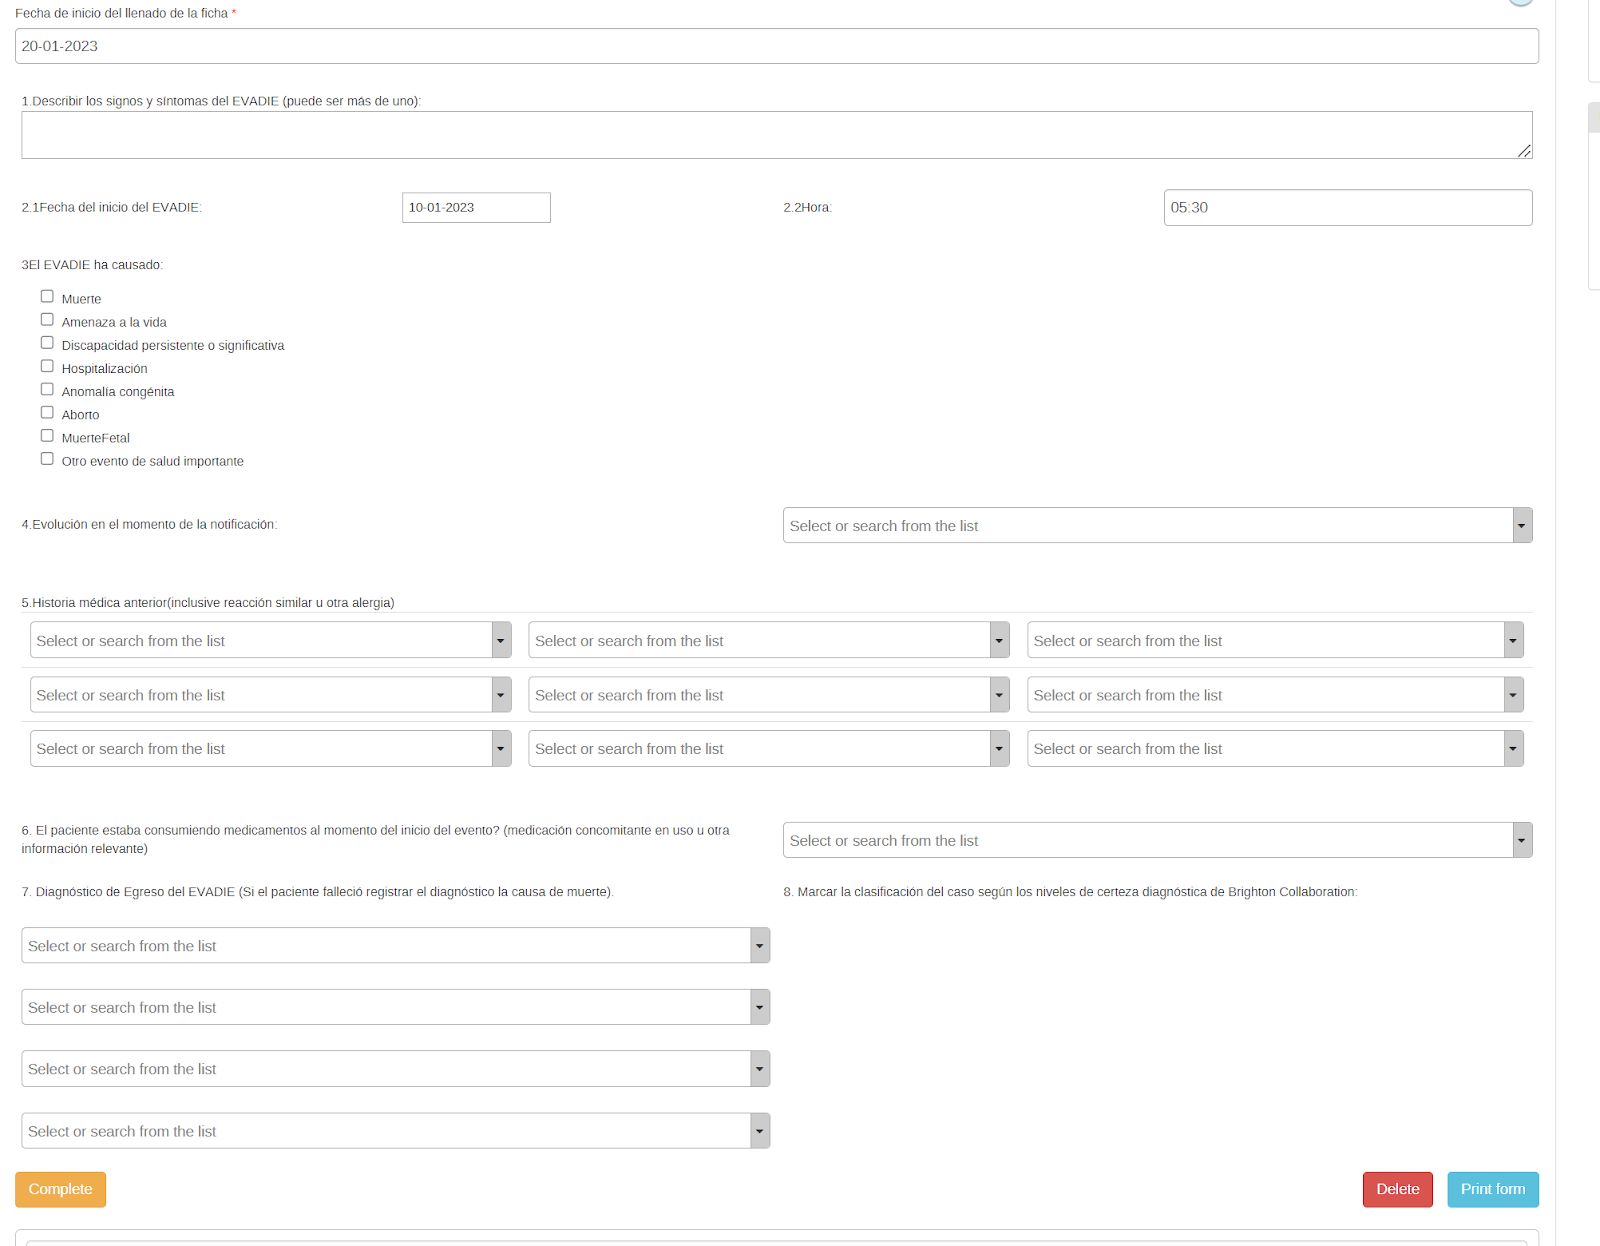 Fecha de inicio del llenado de la ficha *
20-01-2023
1.Describir los signos y síntomas del EVADIE (puede ser más de uno):
2.1Fecha del inicio del EVADIE:
10-01-2023
2.2Hora:
05:30
3El EVADIE ha causado:
Muerte
Amenaza a la vida
Discapacidad persistente o significativa
Hospitalización
Anomalía congénita
Aborto
MuerteFetal
Otro evento de salud importante
4.Evolución en el momento de la notificación:
Select or search from the list
5.Historia médica anterior(inclusive reacción similar u otra alergia)
Select or search from the list
Select or search from the list
Select or search from the list
Select or search from the list
Select or search from the list
Select or search from the list
Select or search from the list
Select or search from the list
Select or search from the list
6. El paciente estaba consumiendo medicamentos al momento del inicio del evento? (medicación concomitante en uso u otra
información relevante)
Select or search from the list
7. Diagnóstico de Egreso del EVADIE (Si el paciente falleció registrar el diagnóstico la causa de muerte).
8. Marcar la clasificación del caso según los niveles de certeza diagnóstica de Brighton Collaboration:
Select or search from the list
Select or search from the list
Select or search from the list
Select or search from the list
Complete
Delete
Print form